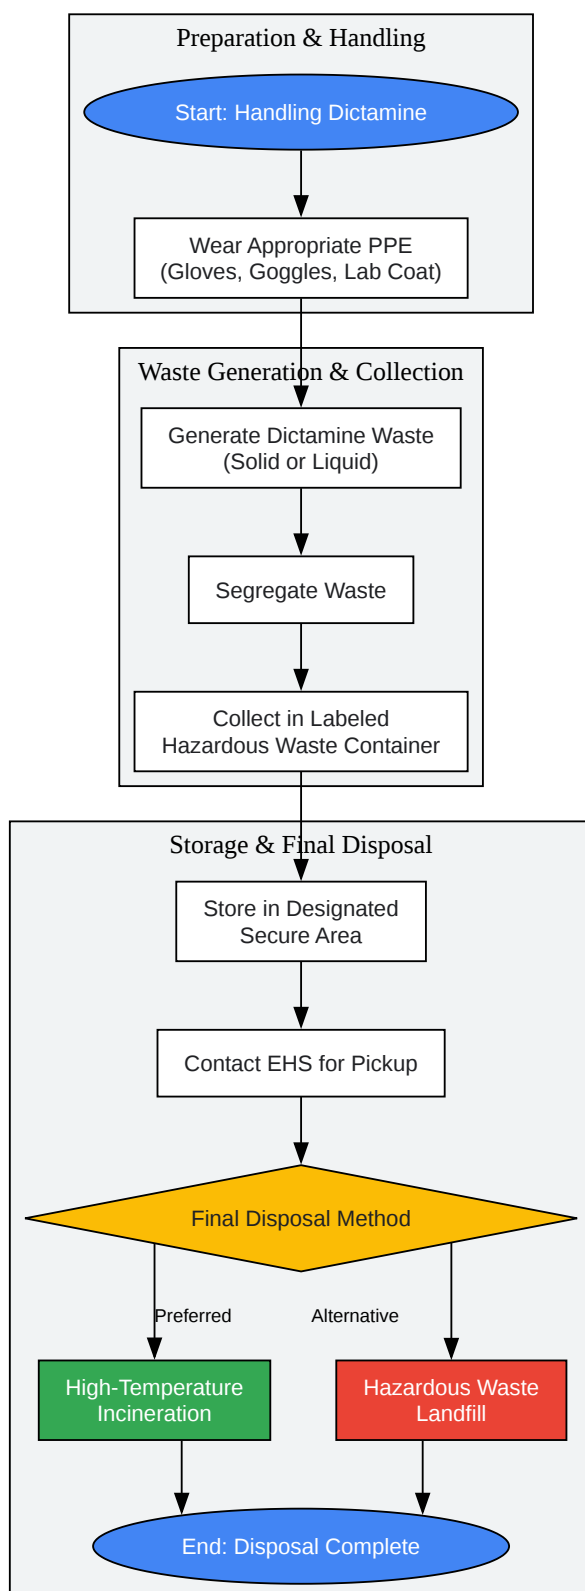 Preparation & Handling
Start: Handling Dictamine
Wear Appropriate PPE
(Gloves, Goggles, Lab Coat)
Waste Generation & Collection
Generate Dictamine Waste
(Solid or Liquid)
Segregate Waste
Collect in Labeled
Hazardous Waste Container
Storage & Final Disposal
Store in Designated
Secure Area
Contact EHS for Pickup
Final Disposal Method
Preferred
Alternative
High-Temperature
Incineration
Hazardous Waste
Landfill
End: Disposal Complete